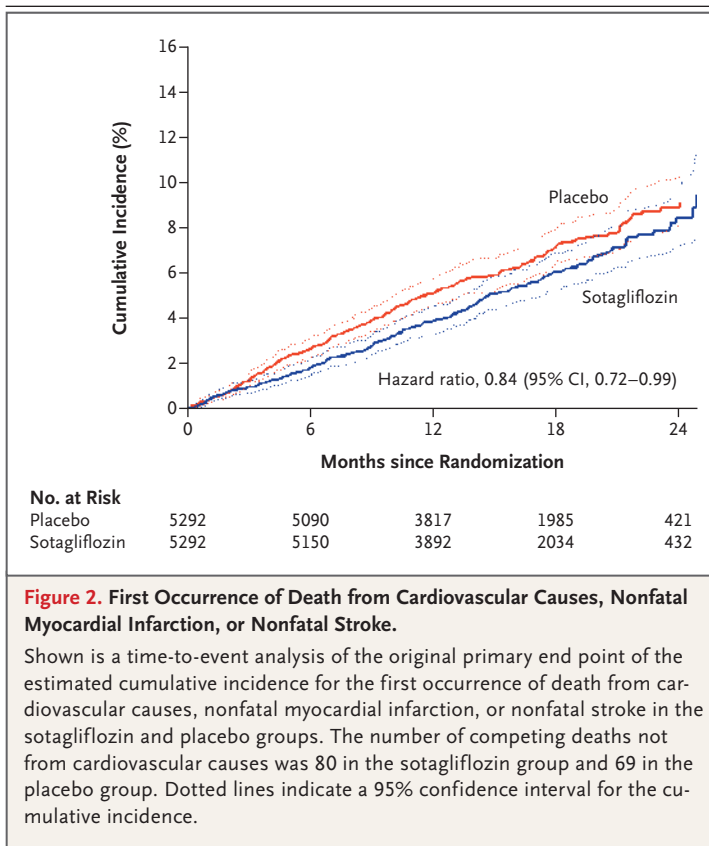 16
14
12
10
8
6
4
2
0
Cumulative Incidence (%)
Placebo
Sotagliflozin
Hazard ratio, 0.84 (95% CI, 0.72–0.99)
0 6 12 18 24
Months since Randomization
No. at Risk
Placebo 5292 5090 3817 1985 421
Sotagliflozin 5292 5150 3892 2034 432
Figure 2. First Occurrence of Death from Cardiovascular Causes, Nonfatal
Myocardial Infarction, or Nonfatal Stroke.
Shown is a time-to-event analysis of the original primary end point of the
estimated cumulative incidence for the first occurrence of death from car-
diovascular causes, nonfatal myocardial infarction, or nonfatal stroke in the
sotagliflozin and placebo groups. The number of competing deaths not
from cardiovascular causes was 80 in the sotagliflozin group and 69 in the
placebo group. Dotted lines indicate a 95% confidence interval for the cu-
mulative incidence.